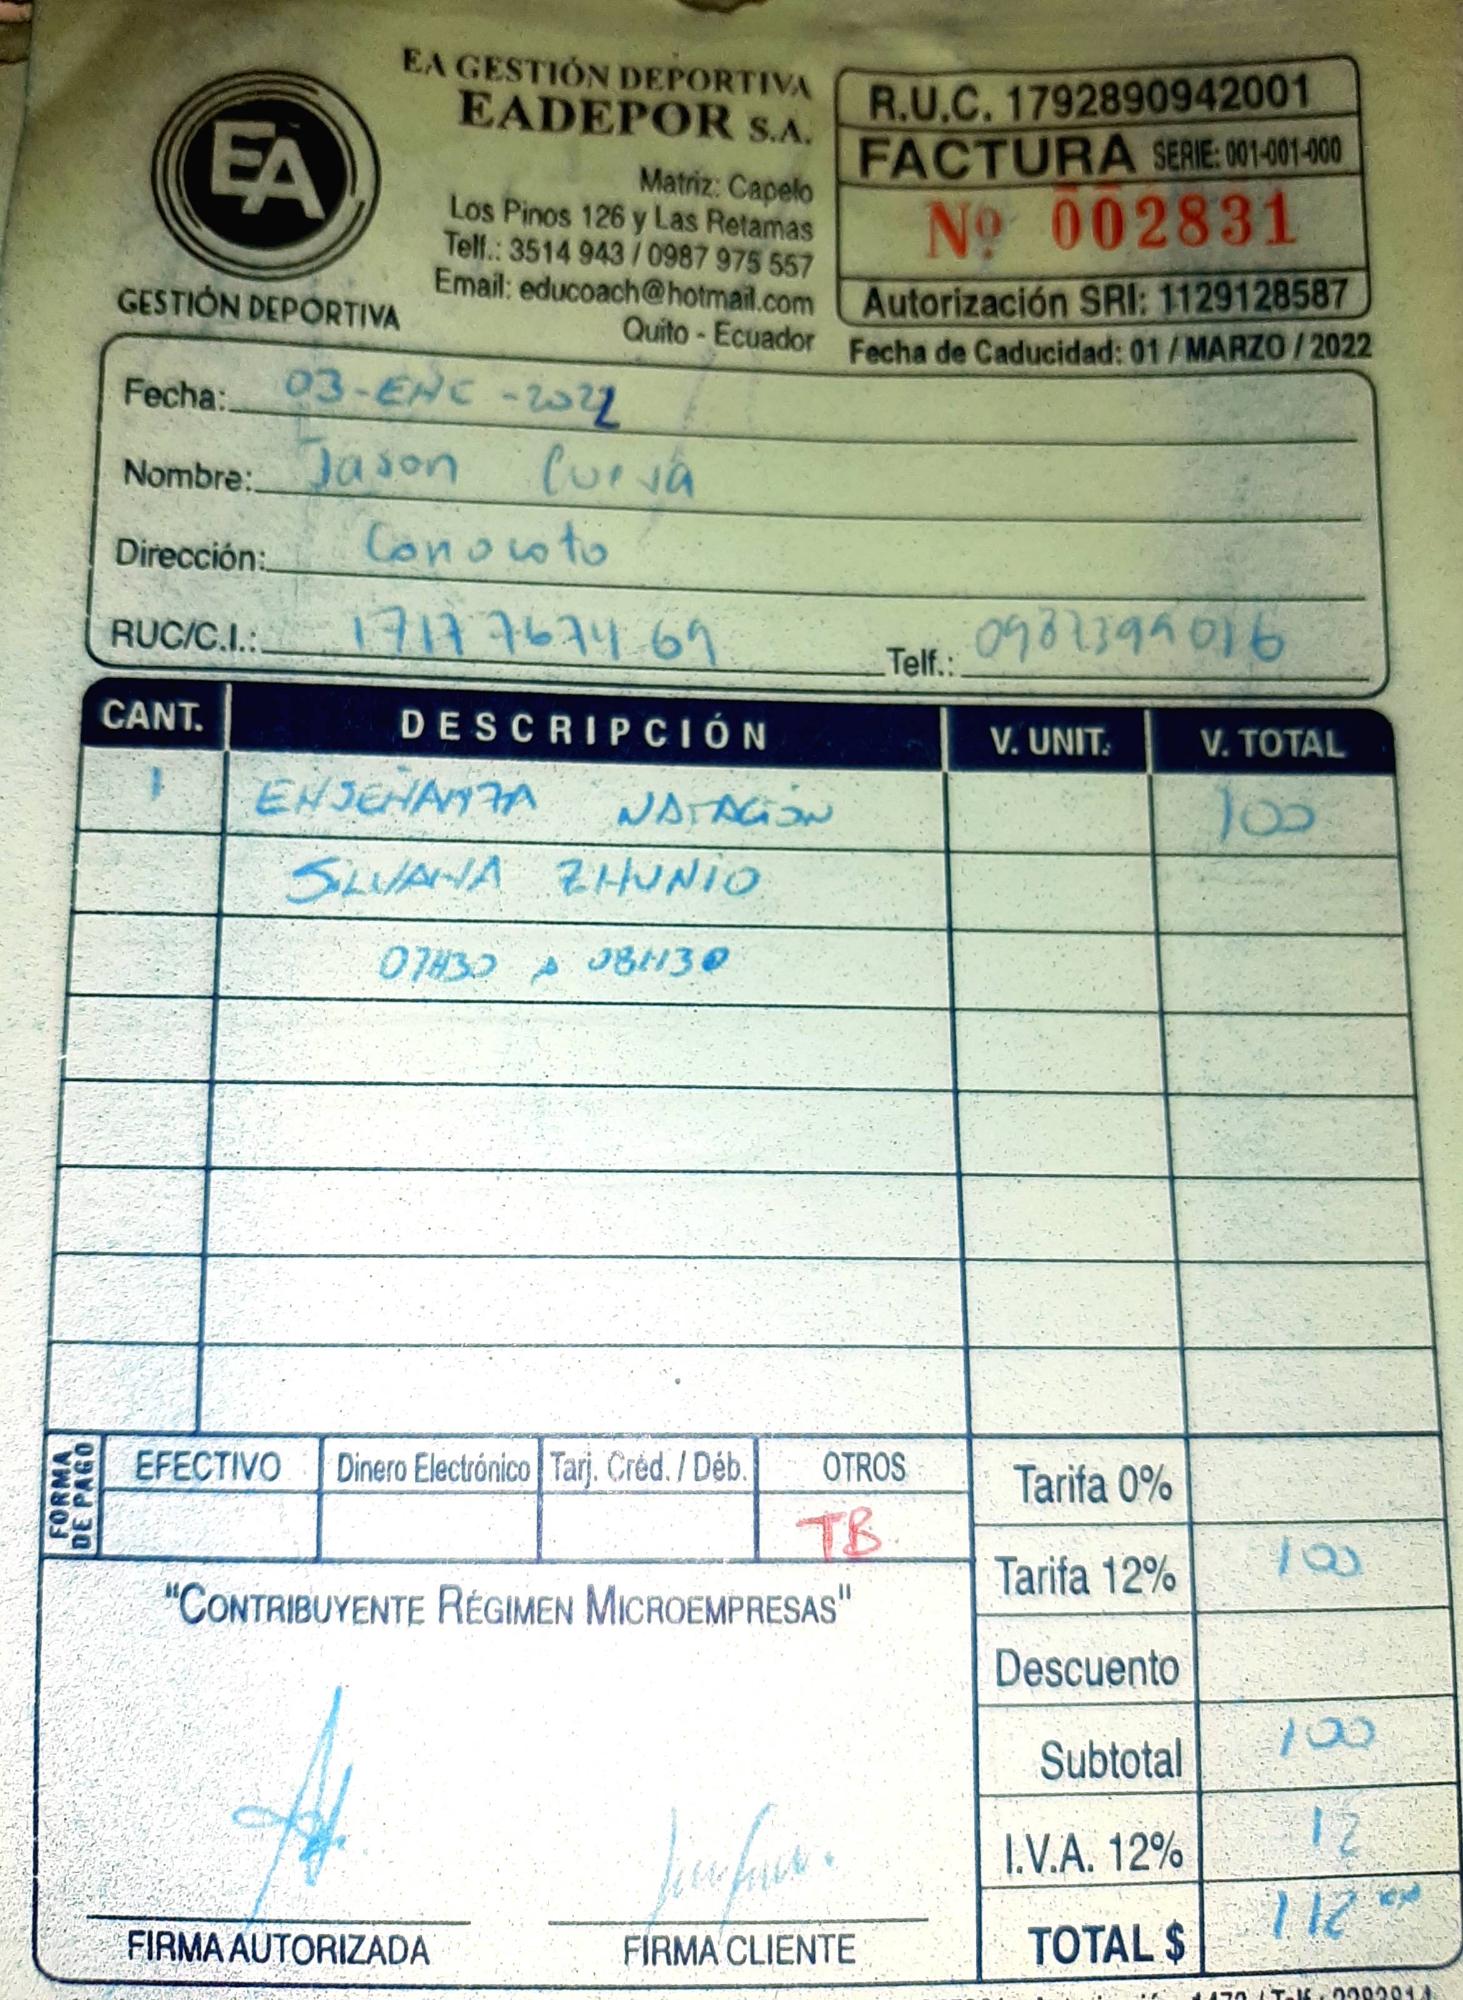 EA GESTIÓN DEPORTIVA
EADEPOR S.A.
EA
GESTIÓN DEPORTIVA
Matriz: Capelo
Los Pinos 126 y Las Retamas
Telf.: 3514 943 / 0987 975 557
Email: educoach@hotmail.com
Quito - Ecuador
R.U.C. 1792890942001
FACTURA SERIE: 001-001-000
Nº 002831
Autorización SRI: 1129128587
Fecha de Caducidad: 01 / MARZO / 2022
Fecha: 03-ENE-2022
Nombre: Jason Cueva
Dirección: Conocoto
RUC/C.I.: 1717767469 Telf.:
CANT. DESCRIPCIÓN V. UNIT. V. TOTAL
1 ENSEÑANZA NATACIÓN 100
SILVANA ZHUNIO
07H30 a 08H30
FORMA DE PAGO
EFECTIVO Dinero Electrónico Tarj. Créd. / Déb. OTROS
TB
Tarifa 0%
Tarifa 12% 100
Descuento
Subtotal 100
I.V.A. 12% 12
TOTAL $ 112 00
"CONTRIBUYENTE RÉGIMEN MICROEMPRESAS"
FIRMA AUTORIZADA FIRMA CLIENTE